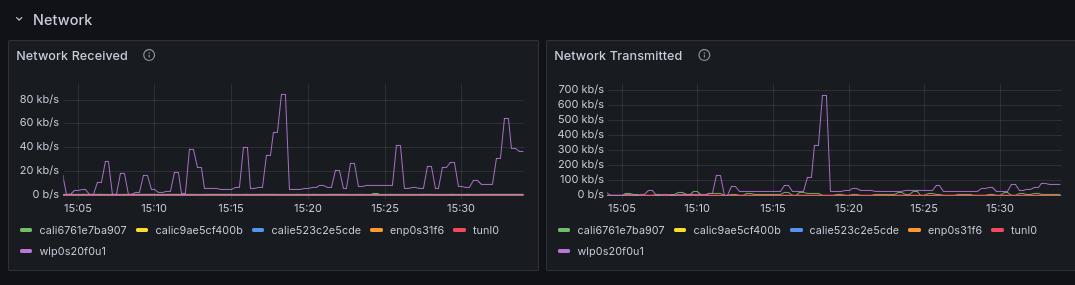 Network
Network Received
80 kb/s
60 kb/s
40 kb/s
20 kb/s
0 b/s
15:05 15:10 15:15 15:20 15:25 15:30
cali6761e7ba907 calic9ae5cf400b calie523c2e5cde enp0s31f6 tunl0
wlp0s20f0u1
Network Transmitted
700 kb/s
600 kb/s
500 kb/s
400 kb/s
300 kb/s
200 kb/s
100 kb/s
0 b/s
15:05 15:10 15:15 15:20 15:25 15:30
cali6761e7ba907 calic9ae5cf400b calie523c2e5cde enp0s31f6 tunl0
wlp0s20f0u1